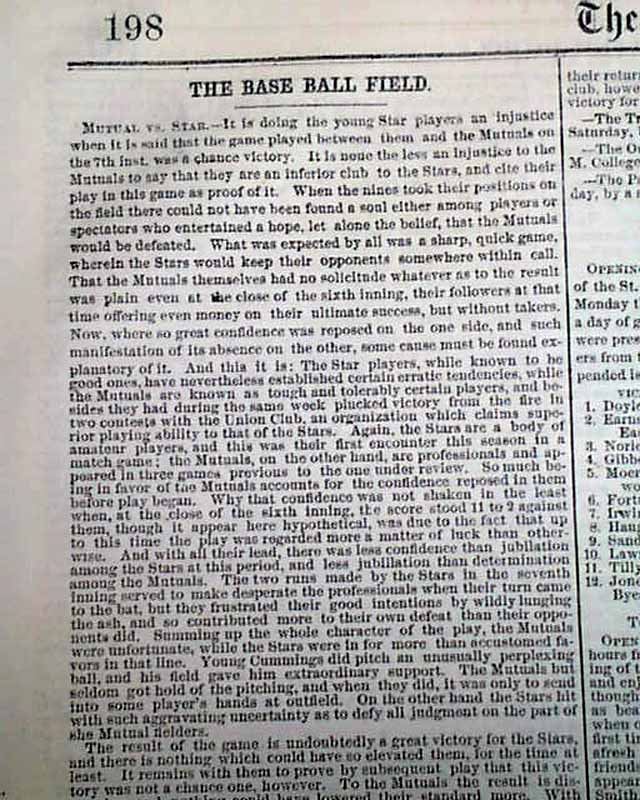 198
The
THE BASE BALL FIELD.
MUTUAL VS. STAR.—It is doing the young Star players an injustice
when it is said that the game played between them and the Mutuals on
the 7th inst. was a chance victory. It is none the less an injustice to the
Mutuals to say that they are an inferior club to the Stars, and cite their
play in this game as proof of it. When the nines took their positions on
the field there could not have been found a soul either among players or
spectators who entertained a hope, let alone the belief, that the Mutuals
would be defeated. What was expected by all was a sharp, quick game,
wherein the Stars would keep their opponents somewhere within call.
That the Mutuals themselves had no solicitude whatever as to the result
was plain even at the close of the sixth inning, their followers at that
time offering even money on their ultimate success, but without takers.
Now, where so great confidence was reposed on the one side, and such
manifestation of its absence on the other, some cause must be found ex-
planatory of it. And this it is: The Star players, while known to be
good ones, have nevertheless established certain erratic tendencies, while
the Mutuals are known as tough and tolerably certain players, and be-
sides they had during the same week plucked victory from the fire in
two contests with the Union Club, an organization which claims supe-
rior playing ability to that of the Stars. Again, the Stars are a body of
amateur players, and this was their first encounter this season in a
match game; the Mutuals, on the other hand, are professionals and ap-
peared in three games previous to the one under review. So much be-
ing in favor of the Mutuals accounts for the confidence reposed in them
before play began. Why that confidence was not shaken in the least
when, at the close of the sixth inning, the score stood 11 to 2 against
them, though it appear here hypothetical, was due to the fact that up
to this time the play was regarded more a matter of luck than other-
wise. And with all their lead, there was less confidence than jubilation
among the Stars at this period, and less jubilation than determination
among the Mutuals. The two runs made by the Stars in the seventh
inning served to make desperate the professionals when their turn came
to the bat, but they frustrated their good intentions by wildly lunging
the ash, and so contributed more to their own defeat than their oppo-
nents did. Summing up the whole character of the play, the Mutuals
were unfortunate, while the Stars were in for more than accustomed fa-
vors in that line. Young Cummings did pitch an unusually perplexing
ball, and his field gave him extraordinary support. The Mutuals but
seldom got hold of the pitching, and when they did, it was only to send
into some player's hands at outfield. On the other hand the Stars hit
with such aggravating uncertainty as to defy all judgment on the part of
the Mutual fielders.
The result of the game is undoubtedly a great victory for the Stars,
and there is nothing which could have so elevated them, for the time at
least. It remains with them to prove by subsequent play that this vic-
tory was not a chance one, however. To the Mutuals the result is dis-
their standard more. With
their return
club, howe
victory for
—The Tr
Saturday,
—The O
M. College
—The P
day, by a s
OPENING
of the St.
Monday
a day of g
were pres
ers from t
pended is
VIC
1. Doyle
2. Earns
Ea
3. Norle
4. Gibbe
5. Moer
wo
6. Fort
7. Irwin
8. Han
9. Sand
10. Law
11. Tilly
12. Jone
Bye
T
OPEN
hours f
ing of t
and enj
though
as bea
when c
first ti
afresh
friends
appear
Smith